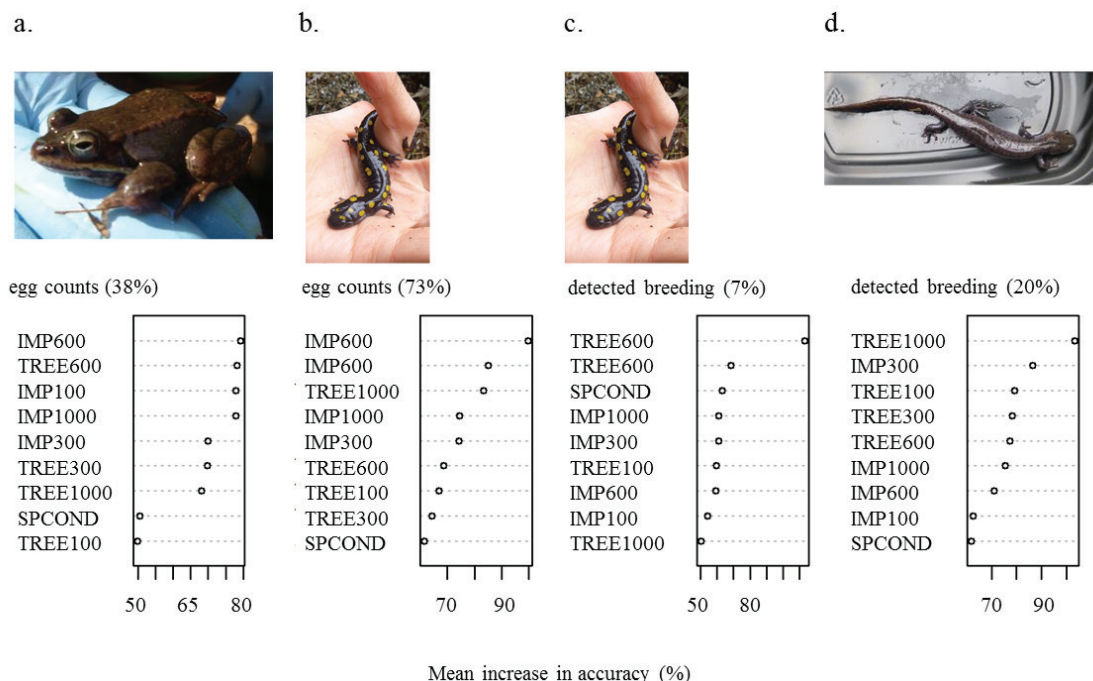 a.
b.
c.
d.
egg counts (38%)
egg counts (73%)
detected breeding (7%)
detected breeding (20%)
IMP600
TREE600
IMP100
IMP1000
IMP300
TREE300
TREE1000
SPCOND
TREE100
50 65 80
IMP600
IMP600
TREE1000
IMP1000
IMP300
TREE600
TREE100
TREE300
SPCOND
70 90
TREE600
TREE600
SPCOND
IMP1000
IMP300
TREE100
IMP600
IMP100
TREE1000
50 80
TREE1000
IMP300
TREE100
TREE300
TREE600
IMP1000
IMP600
IMP100
SPCOND
70 90
Mean increase in accuracy (%)